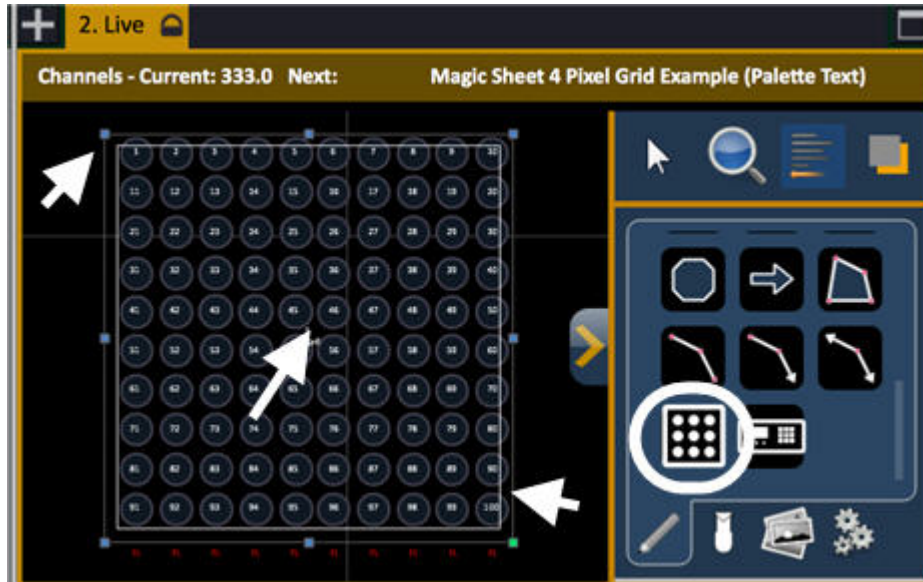 2. Live
Channels - Current: 333.0 Next: Magic Sheet 4 Pixel Grid Example (Palette Text)
1 2 3 4 5 6 7 8 9 10
11 12 13 14 15 16 17 18 19 20
21 22 23 24 25 26 27 28 29 30
31 32 33 34 35 36 37 38 39 40
41 42 43 44 45 46 47 48 49 50
51 52 53 54 56 57 58 59 60
61 62 63 64 65 66 67 68 69 70
71 72 73 74 75 76 77 78 79 80
81 82 83 84 85 86 87 88 89 90
91 92 93 94 95 96 97 98 99 100